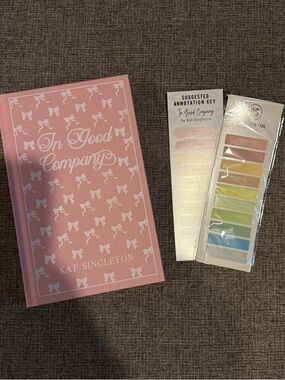 In Good
Company
KAT SINGLETON
SUGGESTED
ANNOTATION KEY
In Good Company
by Kat Singleton